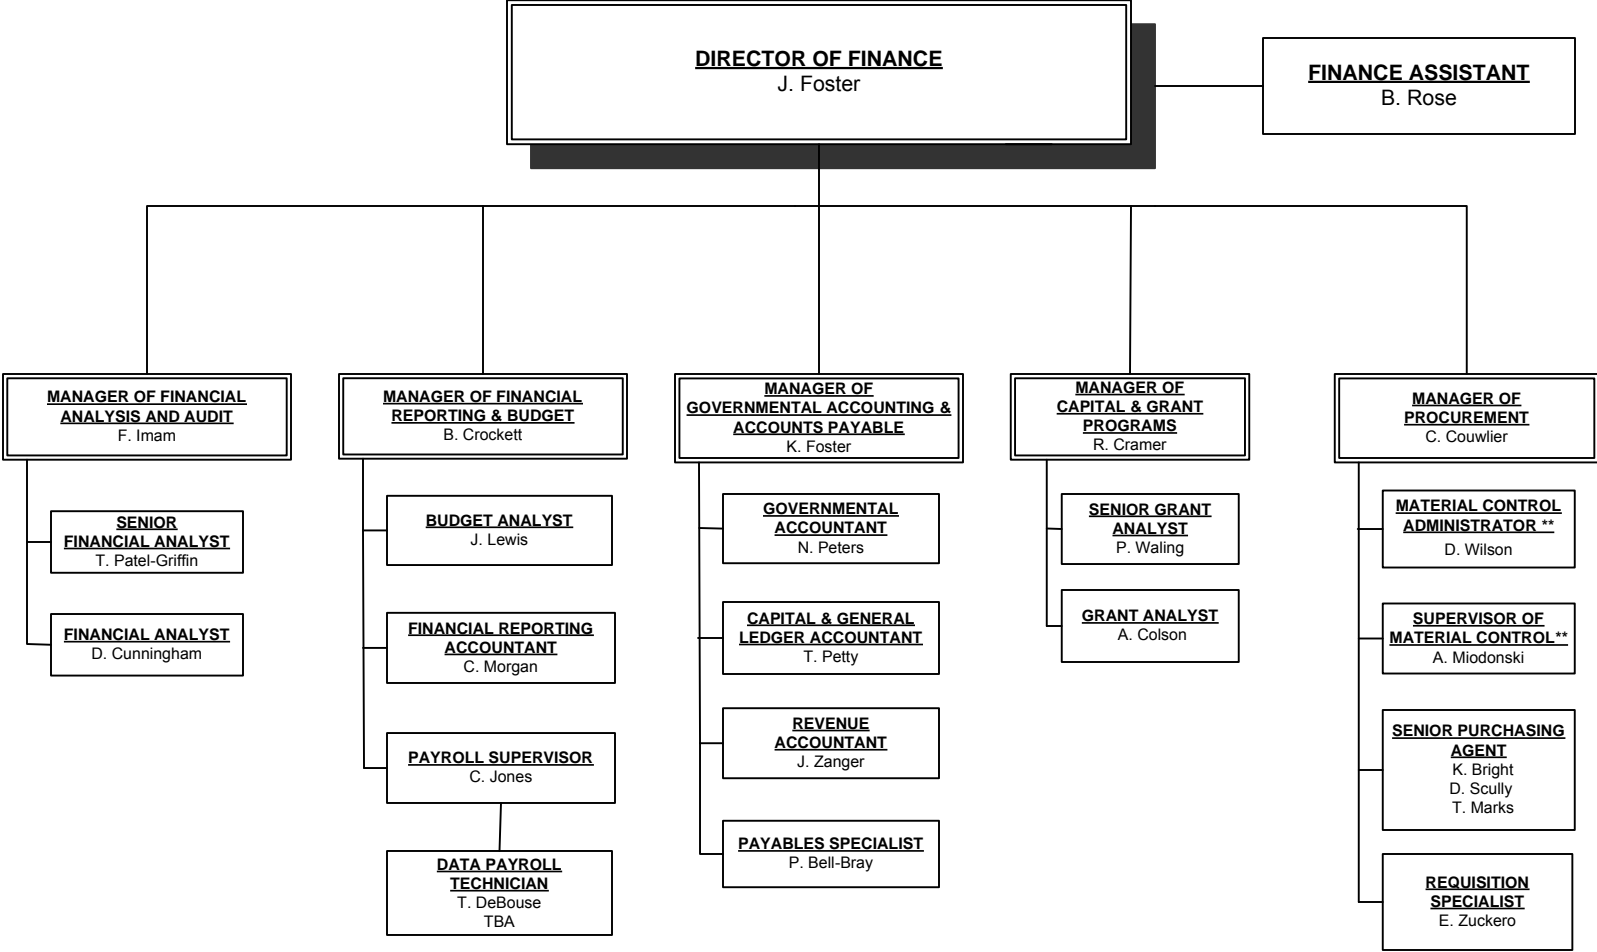 DIRECTOR OF FINANCE
J. Foster
FINANCE ASSISTANT
B. Rose
MANAGER OF FINANCIAL
ANALYSIS AND AUDIT
F. Imam
SENIOR
FINANCIAL ANALYST
T. Patel-Griffin
FINANCIAL ANALYST
D. Cunningham
MANAGER OF FINANCIAL
REPORTING & BUDGET
B. Crockett
BUDGET ANALYST
J. Lewis
FINANCIAL REPORTING
ACCOUNTANT
C. Morgan
PAYROLL SUPERVISOR
C. Jones
DATA PAYROLL
TECHNICIAN
T. DeBouse
TBA
MANAGER OF
GOVERNMENTAL ACCOUNTING &
ACCOUNTS PAYABLE
K. Foster
GOVERNMENTAL
ACCOUNTANT
N. Peters
CAPITAL & GENERAL
LEDGER ACCOUNTANT
T. Petty
REVENUE
ACCOUNTANT
J. Zanger
PAYABLES SPECIALIST
P. Bell-Bray
MANAGER OF
CAPITAL & GRANT
PROGRAMS
R. Cramer
SENIOR GRANT
ANALYST
P. Waling
GRANT ANALYST
A. Colson
MANAGER OF
PROCUREMENT
C. Couwlier
MATERIAL CONTROL
ADMINISTRATOR **
D. Wilson
SUPERVISOR OF
MATERIAL CONTROL**
A. Miodonski
SENIOR PURCHASING
AGENT
K. Bright
D. Scully
T. Marks
REQUISITION
SPECIALIST
E. Zuckero